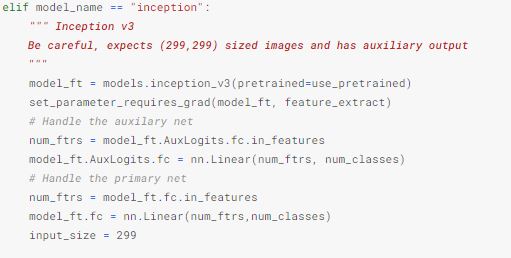 elif model_name == "inception":
    """ Inception v3
    Be careful, expects (299,299) sized images and has auxiliary output
    """
    model_ft = models.inception_v3(pretrained=use_pretrained)
    set_parameter_requires_grad(model_ft, feature_extract)
    # Handle the auxilary net
    num_ftrs = model_ft.AuxLogits.fc.in_features
    model_ft.AuxLogits.fc = nn.Linear(num_ftrs, num_classes)
    # Handle the primary net
    num_ftrs = model_ft.fc.in_features
    model_ft.fc = nn.Linear(num_ftrs,num_classes)
    input_size = 299